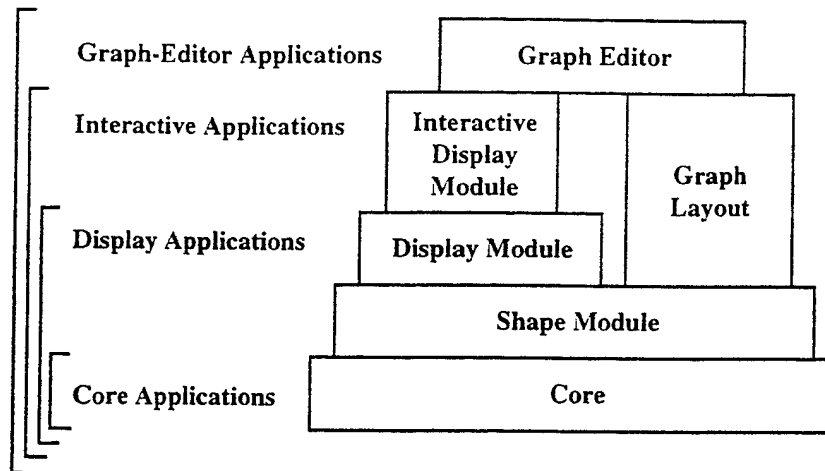 Graph-Editor Applications
Graph Editor
Interactive Applications
Interactive
Display
Module
Graph
Layout
Display Applications
Display Module
Shape Module
Core Applications
Core